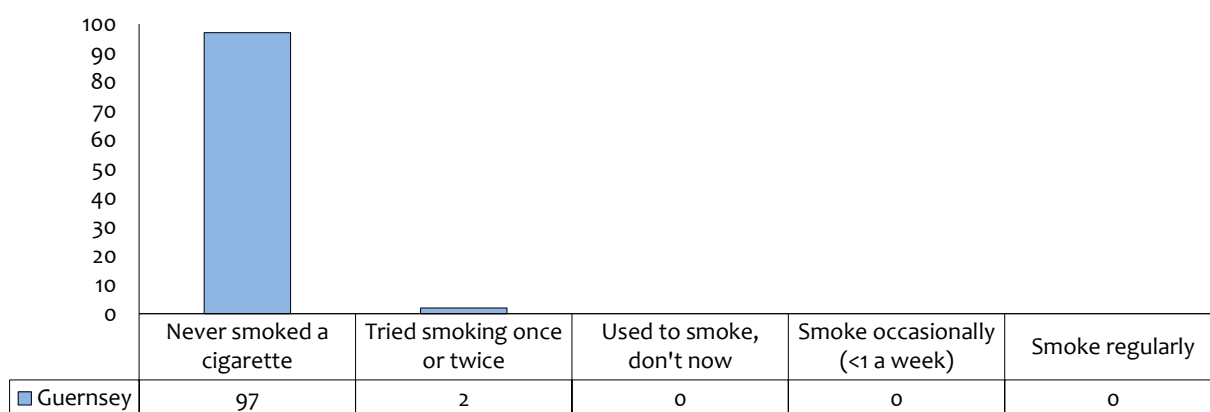 100
90
80
70
60
50
40
30
20
10
0
Never smoked a
cigarette
Tried smoking once
or twice
Used to smoke,
don't now
Smoke occasionally
(<1 a week)
Smoke regularly
Guernsey 97 2 0 0 0